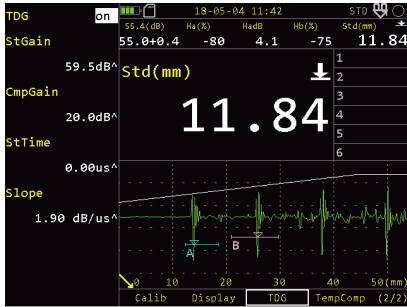 TDG on
18-05-04 11:42 STD
55.4(dB) Ha(%) HadB Hb(%) Std(mm)
55.0+0.4 -80 4.1 -75 11.84
StGain
59.5dB^
CmpGain
20.0dB^
StTime
0.00us^
Slope
1.90 dB/us^
Std(mm)
11.84
1
2
3
4
5
6
A B
0 10 20 30 40 50(mm)
Calib Display TDG TempComp (2/2)